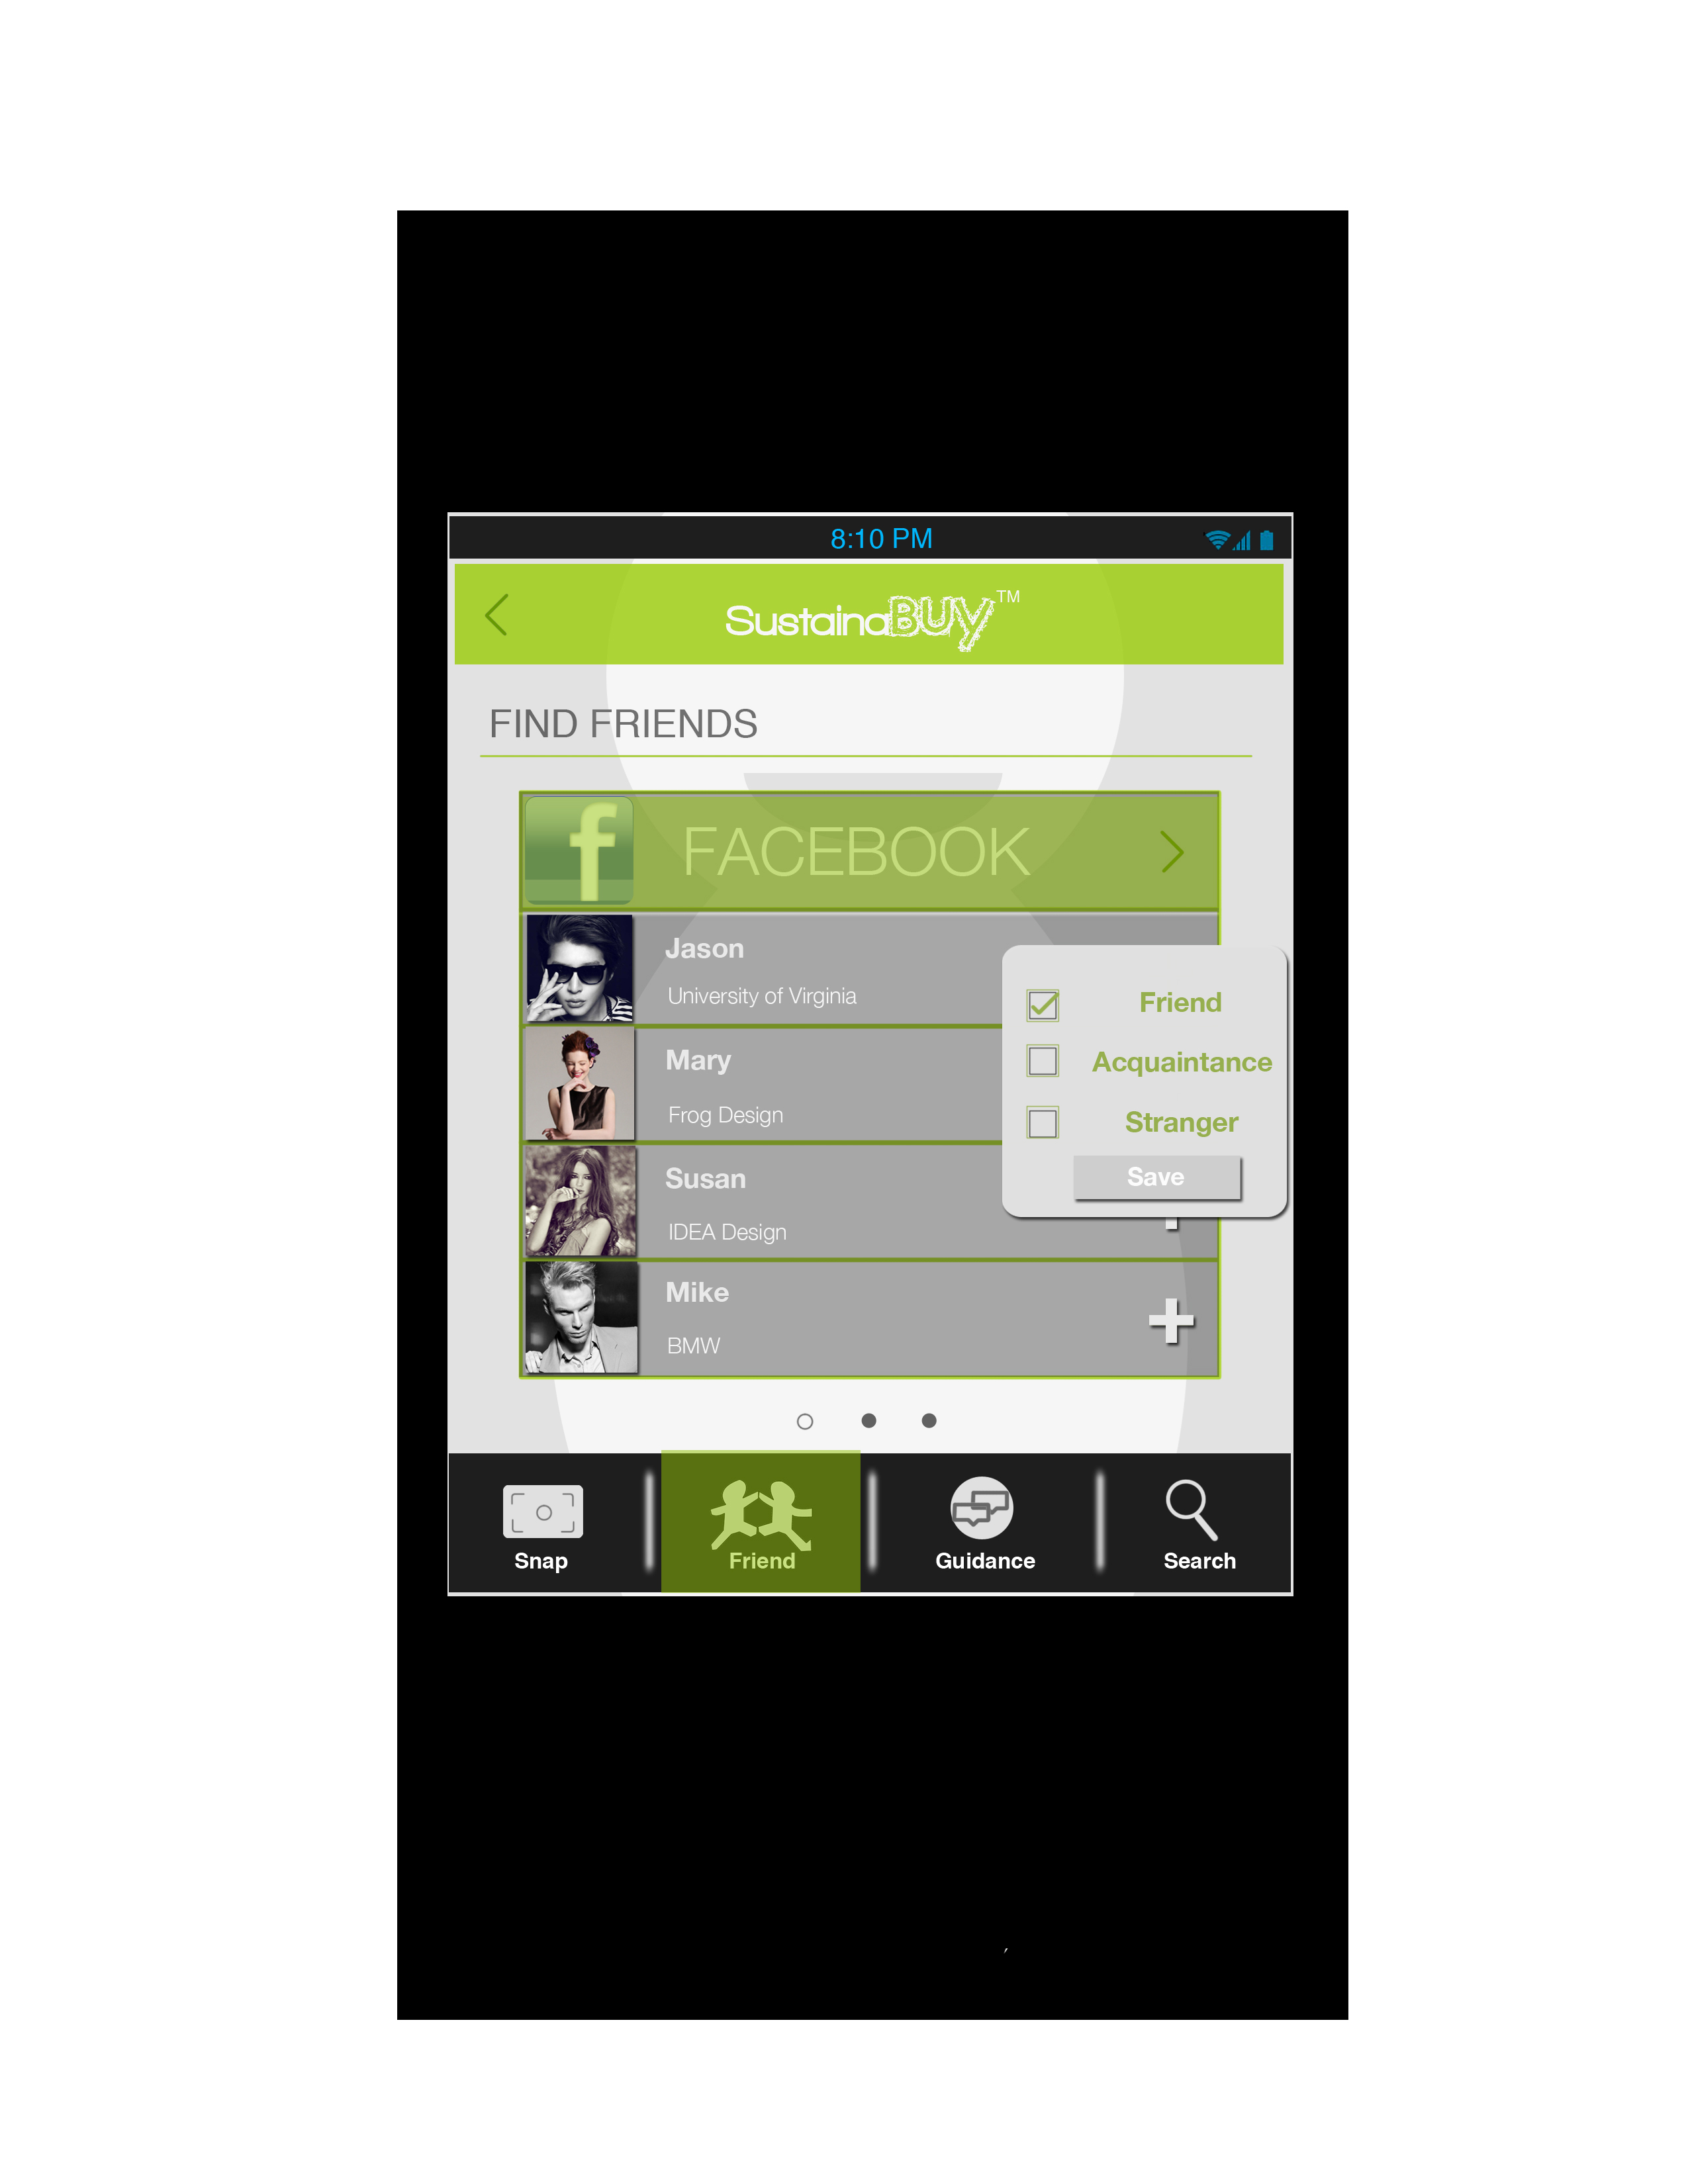 8:10 PM
SustainaBUY™
FIND FRIENDS
f FACEBOOK
Jason
University of Virginia
Mary
Frog Design
Susan
IDEA Design
Mike
BMW
Friend
Acquaintance
Stranger
Save
Snap
Friend
Guidance
Search